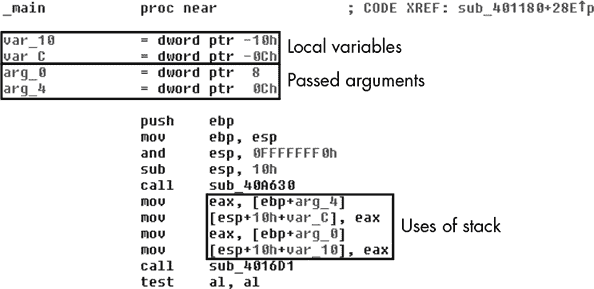 _main proc near ; CODE XREF: sub_401180+28E↑p
var_10 = dword ptr -10h
var_C = dword ptr -0Ch
Local variables
arg_0 = dword ptr 8
arg_4 = dword ptr 0Ch
Passed arguments
push ebp
mov ebp, esp
and esp, 0FFFFFFF0h
sub esp, 10h
call sub_40A630
mov eax, [ebp+arg_4]
mov [esp+10h+var_C], eax
mov eax, [ebp+arg_0]
mov [esp+10h+var_10], eax
Uses of stack
call sub_4016D1
test al, al